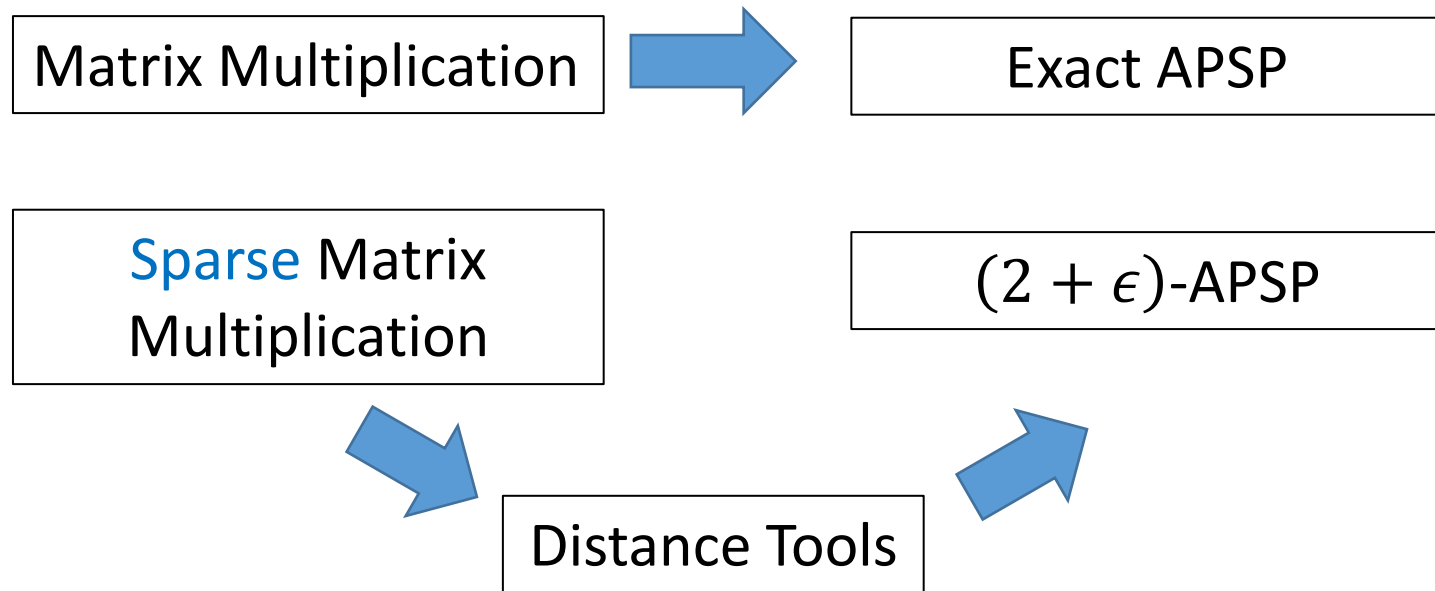 Matrix Multiplication
Exact APSP
Sparse Matrix
Multiplication
(2 + ϵ)-APSP
Distance Tools